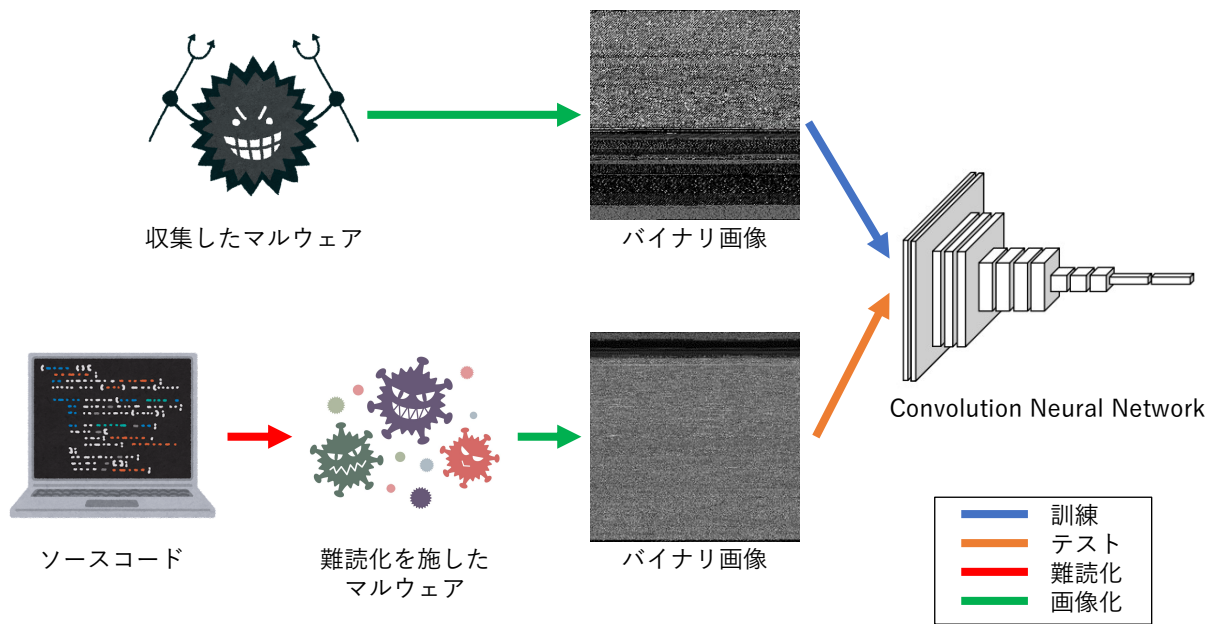 収集したマルウェア
バイナリ画像
Convolution Neural Network
ソースコード
難読化を施した
マルウェア
バイナリ画像
訓練
テスト
難読化
画像化